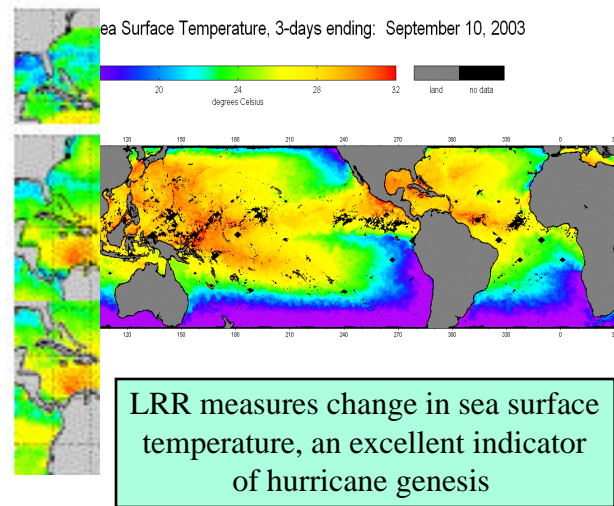 ea Surface Temperature, 3-days ending: September 10, 2003
20 24 28 32
degrees Celsius
land no data
120 150 180 210 240 270 300 330 0 30
120 150 180 210 240 270 300 330 0
LRR measures change in sea surface
temperature, an excellent indicator
of hurricane genesis